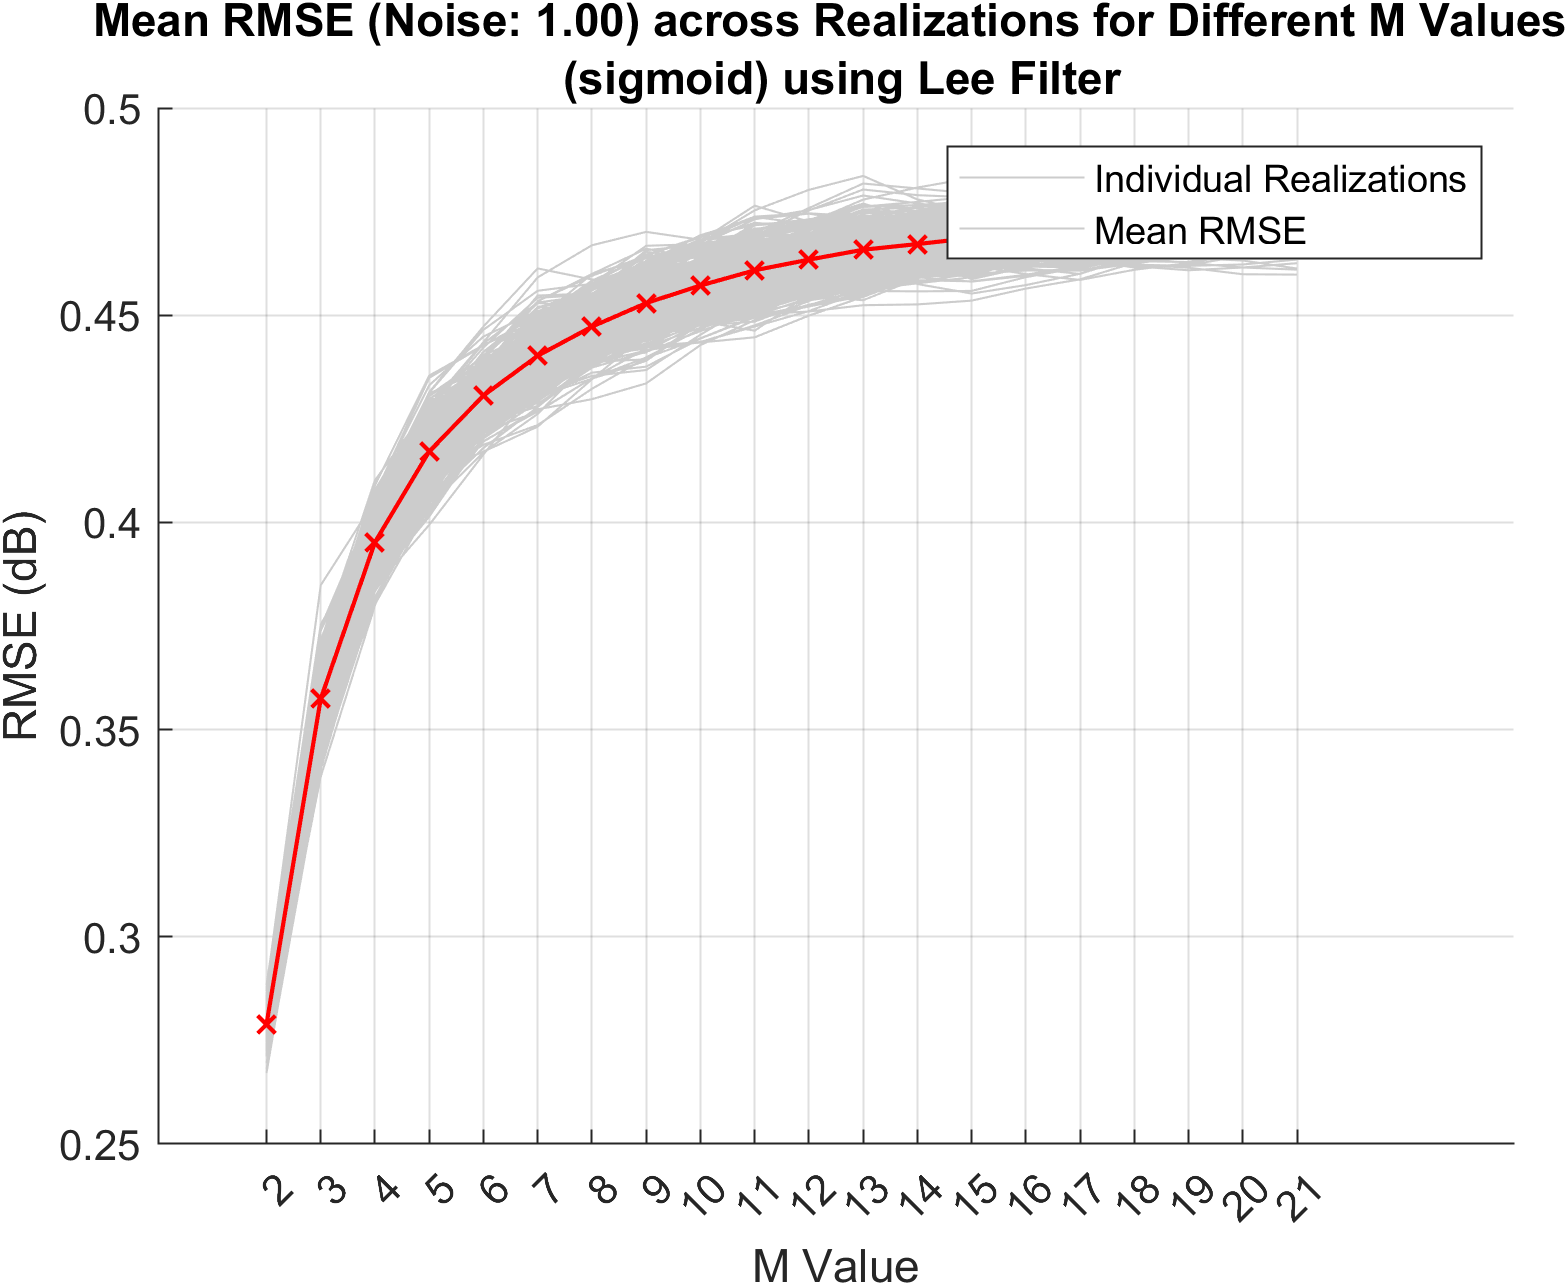 Mean RMSE (Noise: 1.00) across Realizations for Different M Values
(sigmoid) using Lee Filter
0.5
0.45
0.4
0.35
0.3
0.25
RMSE (dB)
Individual Realizations
Mean RMSE
2 3 4 5 6 7 8 9 10 11 12 13 14 15 16 17 18 19 20 21
M Value